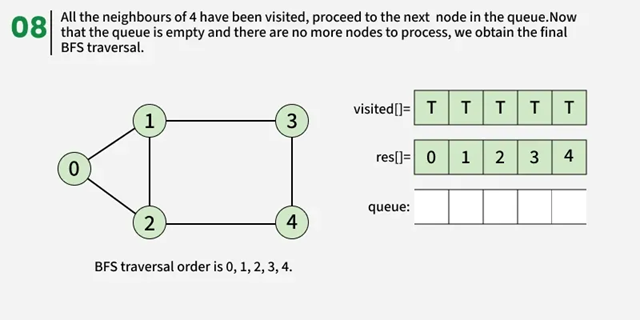 08
All the neighbours of 4 have been visited, proceed to the next node in the queue.Now
that the queue is empty and there are no more nodes to process, we obtain the final
BFS traversal.
visited[]= T T T T T
1 3
res[]= 0 1 2 3 4
0
queue:
2 4
BFS traversal order is 0, 1, 2, 3, 4.